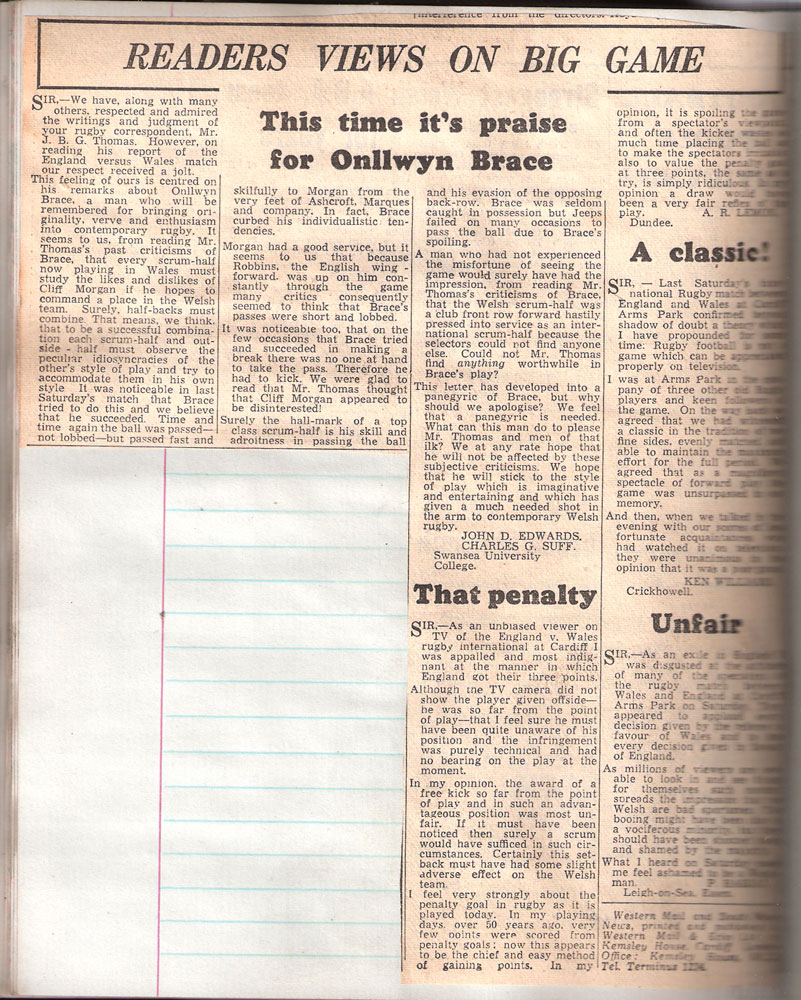 interference from the directors.
READERS VIEWS ON BIG GAME
SIR,—We have, along with many
others, respected and admired
the writings and judgment of
your rugby correspondent, Mr.
J. B. G. Thomas. However, on
reading his report of the
England versus Wales match
our respect received a jolt.
This feeling of ours is centred on
his remarks about Onllwyn
Brace, a man who will be
remembered for bringing ori-
ginality, verve and enthusiasm
into contemporary rugby. It
seems to us, from reading Mr.
Thomas's past criticisms of
Brace, that every scrum-half
now playing in Wales must
study the likes and dislikes of
Cliff Morgan if he hopes to
command a place in the Welsh
team. Surely, half-backs must
combine. That means, we think,
that to be a successful combina-
tion each scrum-half and out-
side - half must observe the
peculiar idiosyncracies of the
other's style of play and try to
accommodate them in his own
style It was noticeable in last
Saturday's match that Brace
tried to do this and we believe
that he succeeded. Time and
time again the ball was passed—
not lobbed—but passed fast and
This time it's praise
for Onllwyn Brace
skilfully to Morgan from the
very feet of Ashcroft, Marques
and company. In fact, Brace
curbed his individualistic ten-
dencies.
Morgan had a good service, but it
seems to us that because
Robbins, the English wing -
forward, was up on him con-
stantly through the game
many critics consequently
seemed to think that Brace's
passes were short and lobbed.
It was noticeable too, that on the
few occasions that Brace tried
and succeeded in making a
break there was no one at hand
to take the pass. Therefore he
had to kick. We were glad to
read that Mr. Thomas thought
that Cliff Morgan appeared to
be disinterested!
Surely the hall-mark of a top
class scrum-half is his skill and
adroitness in passing the ball
and his evasion of the opposing
back-row. Brace was seldom
caught in possession but Jeeps
failed on many occasions to
pass the ball due to Brace's
spoiling.
A man who had not experienced
the misfortune of seeing the
game would surely have had the
impression, from reading Mr.
Thomas's criticisms of Brace,
that the Welsh scrum-half was
a club front row forward hastily
pressed into service as an inter-
national scrum-half because the
selectors could not find anyone
else. Could not Mr. Thomas
find anything worthwhile in
Brace's play?
This letter has developed into a
panegyric of Brace, but why
should we apologise? We feel
that a panegyric is needed.
What can this man do to please
Mr. Thomas and men of that
ilk? We at any rate hope that
he will not be affected by these
subjective criticisms. We hope
that he will stick to the style
of play which is imaginative
and entertaining and which has
given a much needed shot in
the arm to contemporary Welsh
rugby.
JOHN D. EDWARDS.
CHARLES G. SUFF.
Swansea University
College.
That penalty
SIR,—As an unbiased viewer on
TV of the England v. Wales
rugby international at Cardiff I
was appalled and most indig-
nant at the manner in which
England got their three points.
Although the TV camera did not
show the player given offside—
he was so far from the point
of play—that I feel sure he must
have been quite unaware of his
position and the infringement
was purely technical and had
no bearing on the play at the
moment.
In my opinion, the award of a
free kick so far from the point
of play and in such an advan-
tageous position was most un-
fair. If it must have been
noticed then surely a scrum
would have sufficed in such cir-
cumstances. Certainly this set-
back must have had some slight
adverse effect on the Welsh
team.
I feel very strongly about the
penalty goal in rugby as it is
played today. In my playing
days, over 50 years ago, very
few points were scored from
penalty goals; now this appears
to be the chief and easy method
of gaining points. In my
opinion, it is spoiling the
from a spectator's
and often the kicker
much time placing the
to make the spectators
also to value the penalty
at three points, the same
try, is simply ridiculous.
opinion a draw would
been a very fair
play. A. R.
Dundee.
A classic!
SIR, — Last Saturday's
national Rugby match
England and Wales at
Arms Park confirmed
shadow of doubt a theory
I have propounded
time: Rugby football
game which can be
properly on television.
I was at Arms Park
pany of three other
players and keen
the game. On the
agreed that we had
a classic in the
fine sides, evenly
able to maintain the
effort for the full
agreed that as a
spectacle of forward
game was unsurpassed
memory.
And then, when we talked
evening with our
fortunate
had watched it on
they were
opinion that it was a
KEN
Crickhowell.
Unfair
SIR,—As an exile
was disgusted
of many of the
the rugby
Wales and
Arms Park on
appeared to
decision given by the
favour of Wales
every decision
of England.
As millions of viewers
able to look in
for themselves such
spreads the impression
Welsh are bad
booing might have
a vociferous minority
should have been
and shamed by the
What I heard on
me feel ashamed
man.
Leigh-on-Sea, Essex.
Western Mail and
News, printed and
Western Mail &
Kemsley House, Cardiff
Office: Kemsley House,
Tel. Terminus